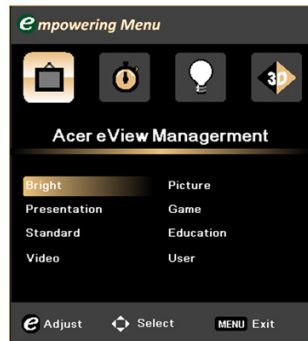 e mpowering Menu
3D
Acer eView Managerment
Bright Picture
Presentation Game
Standard Education
Video User
e Adjust Select MENU Exit